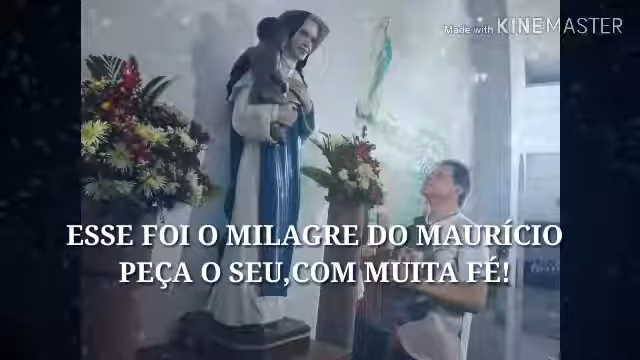 Made with KINEMASTER
ESSE FOI O MILAGRE DO MAURÍCIO
PEÇA O SEU,COM MUITA FÉ!